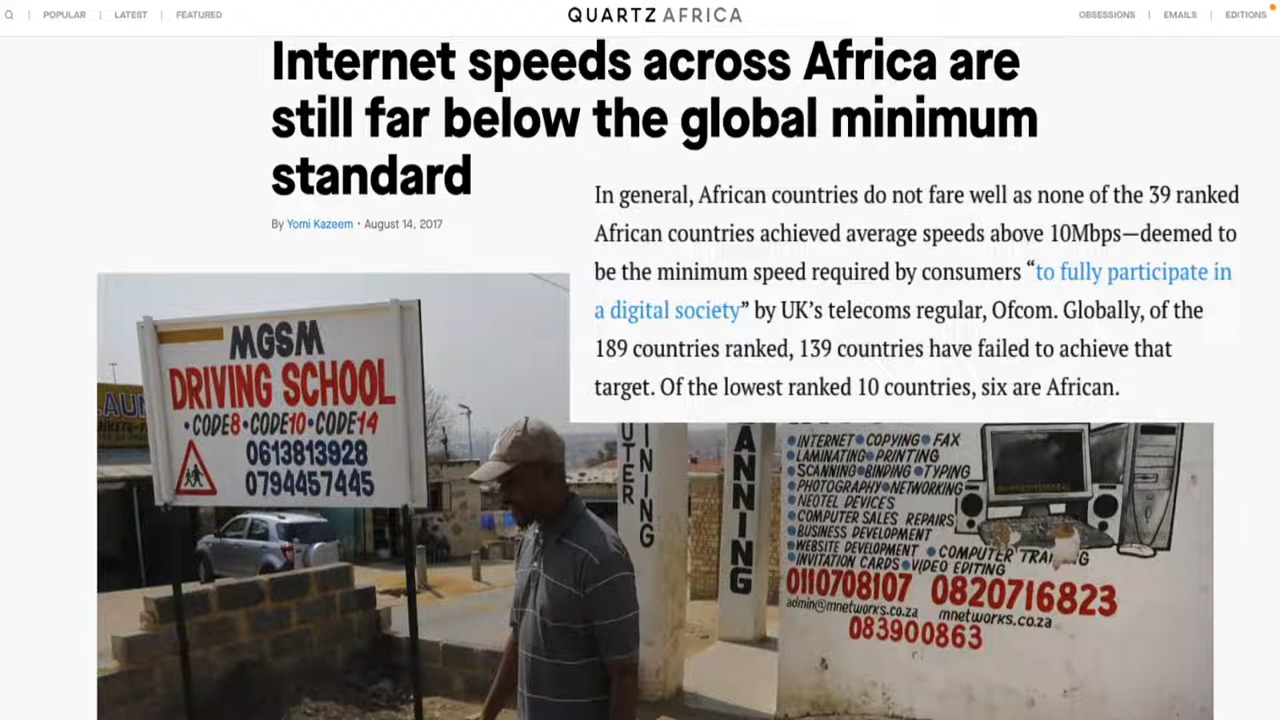 POPULAR | LATEST | FEATURED
QUARTZ AFRICA
OBSESSIONS | EMAILS | EDITIONS
Internet speeds across Africa are
still far below the global minimum
standard
By Yomi Kazeem • August 14, 2017
In general, African countries do not fare well as none of the 39 ranked
African countries achieved average speeds above 10Mbps—deemed to
be the minimum speed required by consumers “to fully participate in
a digital society” by UK’s telecoms regular, Ofcom. Globally, of the
189 countries ranked, 139 countries have failed to achieve that
target. Of the lowest ranked 10 countries, six are African.
MGSM
DRIVING SCHOOL
•CODE8•CODE10•CODE14
0613813928
0794457445
•INTERNET•COPYING•FAX
•LAMINATING•PRINTING
•SCANNING•BINDING•TYPING
•PHOTOGRAPHY•NETWORKING
•NEOTEL DEVICES
•COMPUTER SALES REPAIRS
•BUSINESS DEVELOPMENT
•WEBSITE DEVELOPMENT •COMPUTER
•INVITATION CARDS•VIDEO EDITING
0110708107 0820716823
admin@mnetworks.co.za mnetworks.co.za
083900863